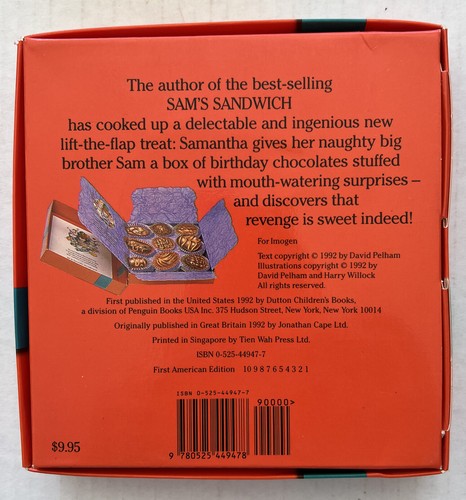 The author of the best-selling
SAM'S SANDWICH
has cooked up a delectable and ingenious new
lift-the-flap treat: Samantha gives her naughty big
brother Sam a box of birthday chocolates stuffed
with mouth-watering surprises –
and discovers that
revenge is sweet indeed!
For Imogen
Text copyright © 1992 by David Pelham
Illustrations copyright © 1992 by
David Pelham and Harry Willock
All rights reserved.
First published in the United States 1992 by Dutton Children's Books,
a division of Penguin Books USA Inc. 375 Hudson Street, New York, New York 10014
Originally published in Great Britain 1992 by Jonathan Cape Ltd.
Printed in Singapore by Tien Wah Press Ltd.
ISBN 0-525-44947-7
First American Edition 10 9 8 7 6 5 4 3 2 1
ISBN 0-525-44947-7
90000>
9 780525 449478
$9.95